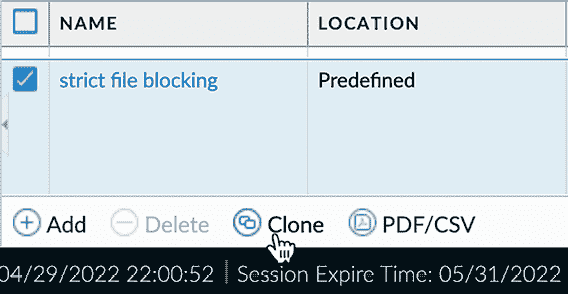 NAME LOCATION
strict file blocking Predefined
Add Delete Clone PDF/CSV
04/29/2022 22:00:52 Session Expire Time: 05/31/2022